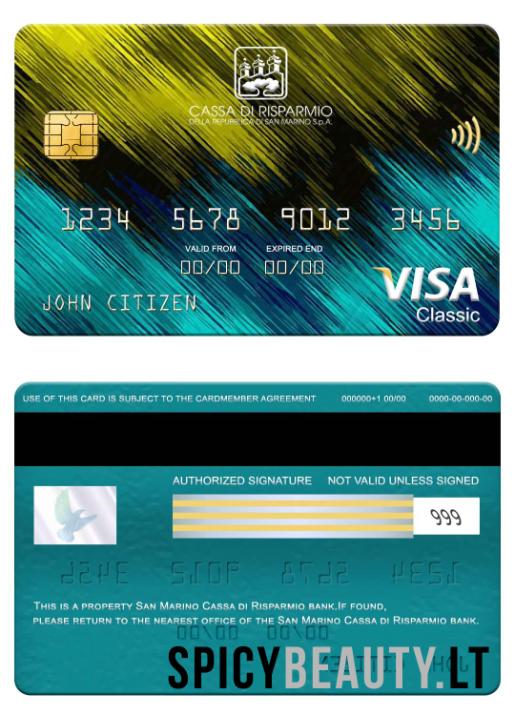 CASSA DI RISPARMIO
DELLA REPUBBLICA DI SAN MARINO S.p.A.
1234 5678 9012 3456
VALID FROM EXPIRED END
00/00 00/00
JOHN CITIZEN
VISA
Classic
USE OF THIS CARD IS SUBJECT TO THE CARDMEMBER AGREEMENT 000000+1 00/00 0000-00-000-00
AUTHORIZED SIGNATURE NOT VALID UNLESS SIGNED
999
THIS IS A PROPERTY SAN MARINO CASSA DI RISPARMIO BANK.IF FOUND,
PLEASE RETURN TO THE NEAREST OFFICE OF THE SAN MARINO CASSA DI RISPARMIO BANK.
SPICYBEAUTY.LT